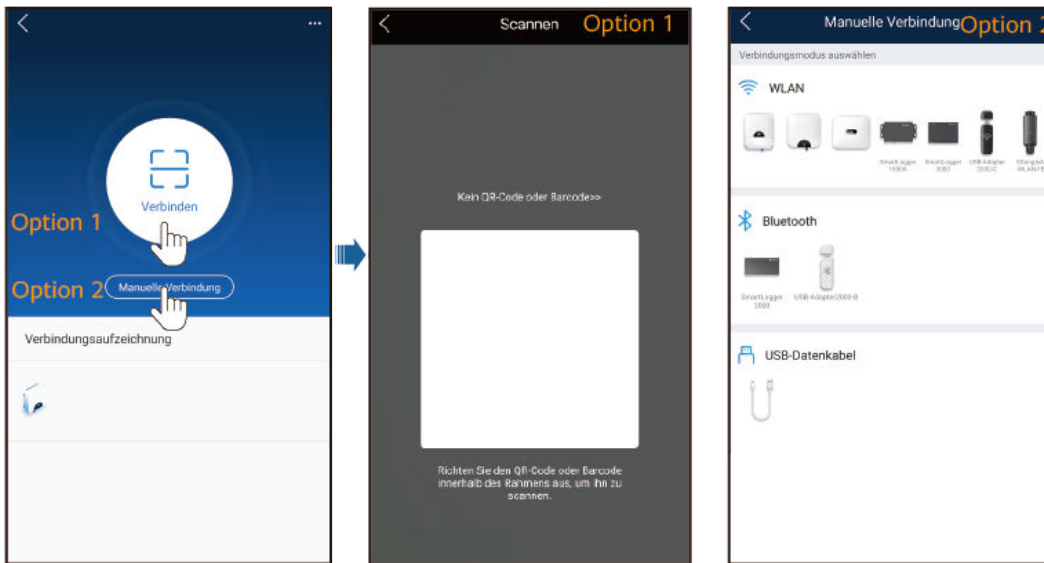 ...
Verbinden
Option 1
Option 2
Manuelle Verbindung
Verbindungsaufzeichnung
Scannen
Option 1
Kein QR-Code oder Barcode>>
Richten Sie den QR-Code oder Barcode
innerhalb des Rahmens aus, um ihn zu
scannen.
Manuelle Verbindung
Option 2
Verbindungsmodus auswählen
WLAN
SmartLogger
1000A
SmartLogger
3000
USB-Adapter
2000-C
Bluetooth
SmartLogger
2000
USB-Adapter2000-B
USB-Datenkabel